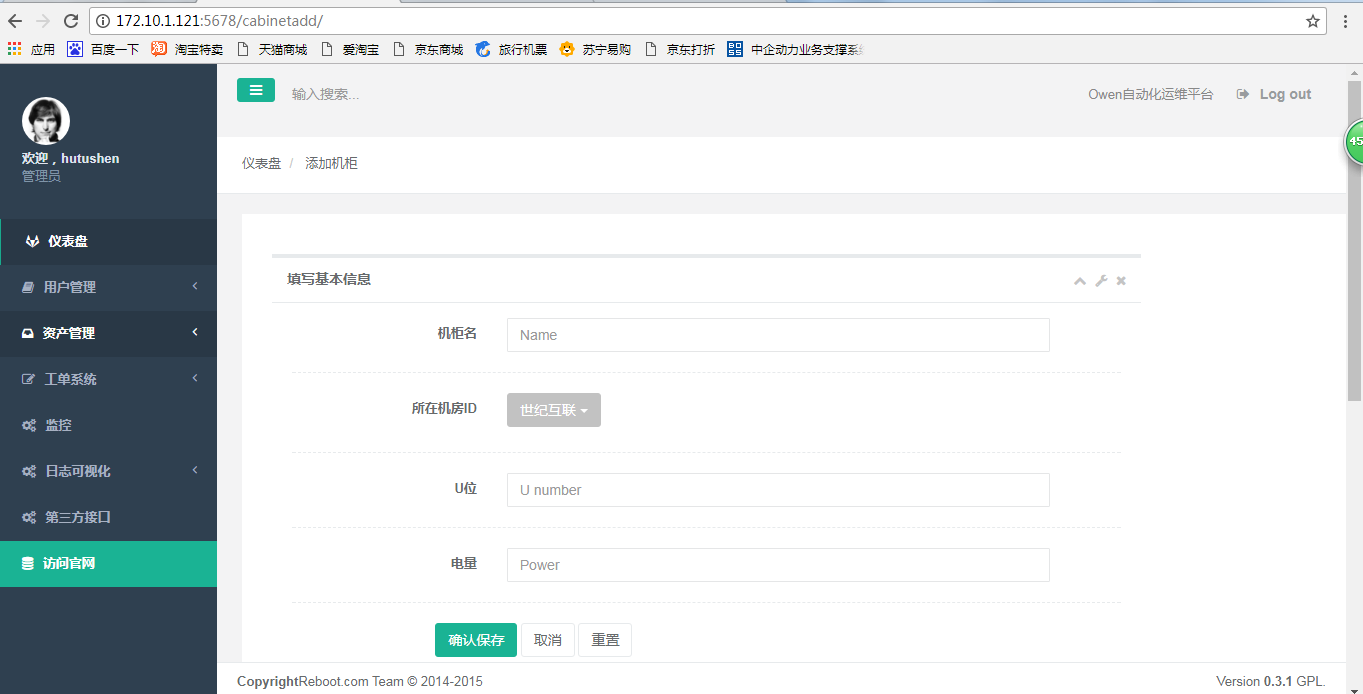 172.10.1.121:5678/cabinetadd/
应用 百度一下 淘宝特卖 天猫商城 爱淘宝 京东商城 旅行机票 苏宁易购 京东打折 中企动力业务支撑系统
输入搜索...
Owen自动化运维平台 Log out
欢迎，hutushen
管理员
仪表盘 / 添加机柜
仪表盘
用户管理
资产管理
工单系统
监控
日志可视化
第三方接口
访问官网
填写基本信息
机柜名 Name
所在机房ID 世纪互联
U位 U number
电量 Power
确认保存 取消 重置
CopyrightReboot.com Team © 2014-2015
Version 0.3.1 GPL.
45